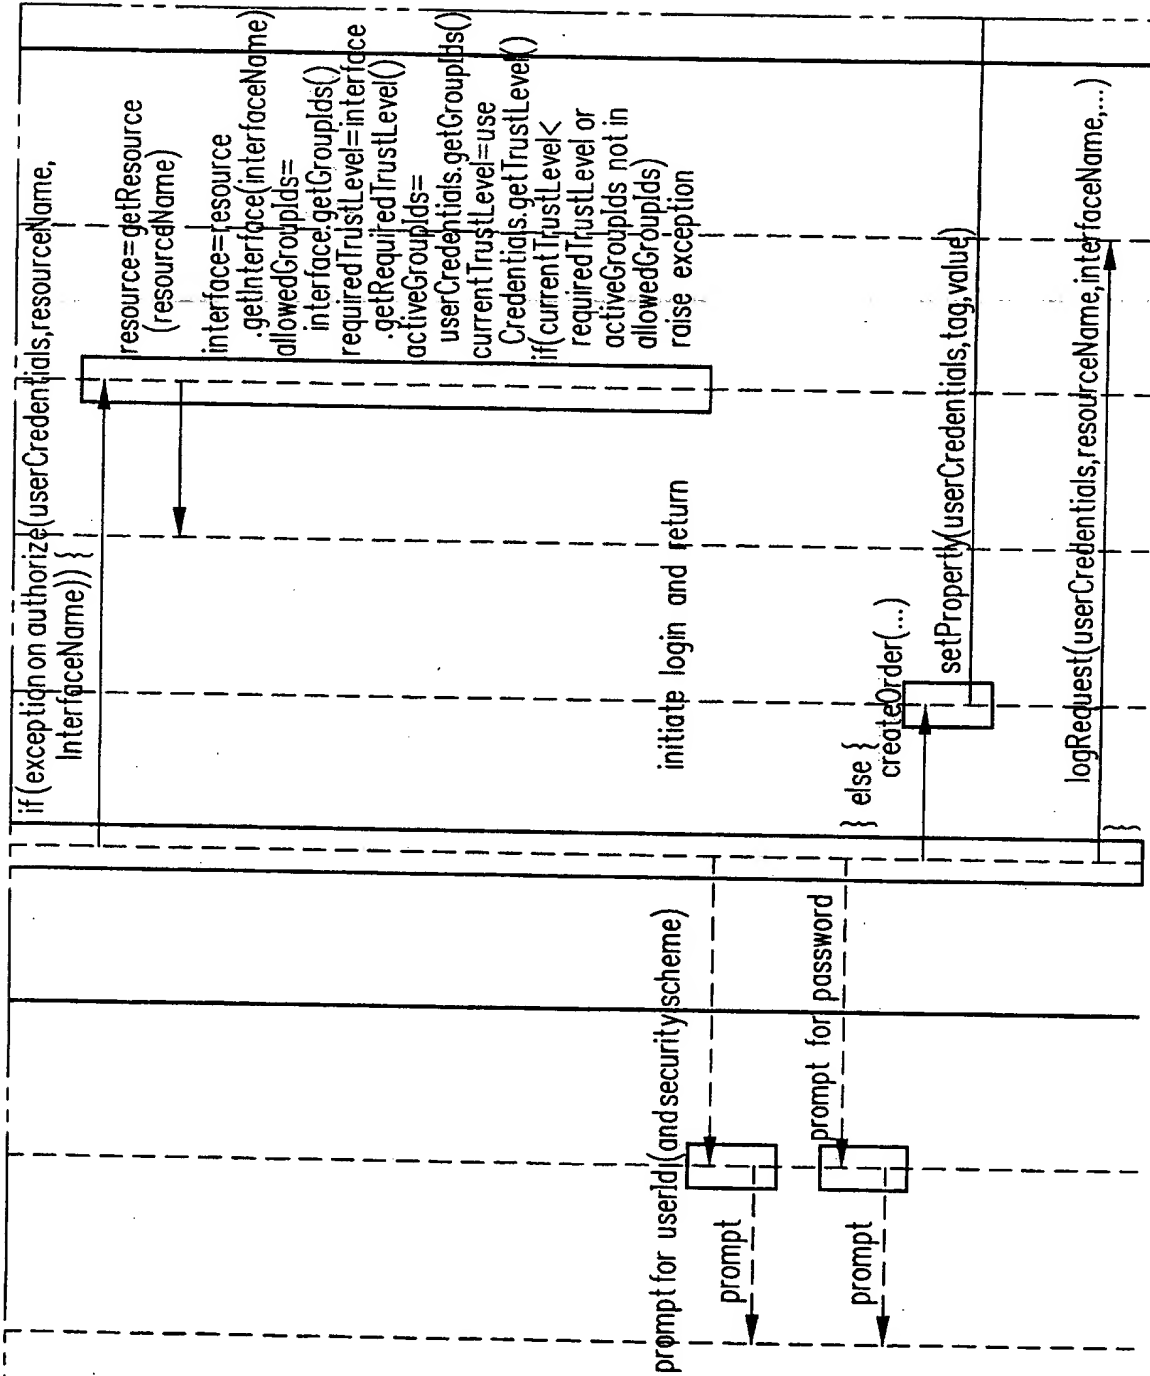 if(exception on authorize(userCredentials,resourceName,
InterfaceName)) {
resource=getResource
(resourceName)
interface=resource
.getInterface(interfaceName)
allowedGroupIds=
interface.getGroupIds()
requiredTrustLevel=interface
.getRequiredTrustLevel()
activeGroupIds=
userCredentials.getGroupIds()
currentTrustLevel=use
Credentials.getTrustLevel()
if(currentTrustLevel<
requiredTrustLevel or
activeGroupIds not in
allowedGroupIds)
raise exception
initiate login and return
prompt for userId (and security scheme)
prompt
prompt for password
prompt
} else {
createOrder(...)
setProperty(userCredentials,tag,value)
logRequest(userCredentials,resourceName,interfaceName,...)
}